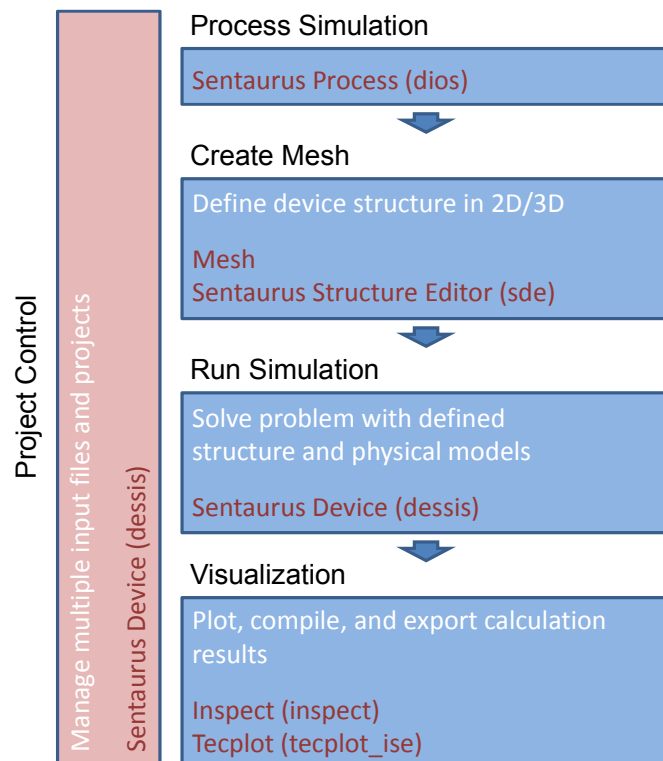 Project Control
Manage multiple input files and projects
Sentaurus Device (dessis)
Process Simulation
Sentaurus Process (dios)
Create Mesh
Define device structure in 2D/3D
Mesh
Sentaurus Structure Editor (sde)
Run Simulation
Solve problem with defined
structure and physical models
Sentaurus Device (dessis)
Visualization
Plot, compile, and export calculation
results
Inspect (inspect)
Tecplot (tecplot_ise)